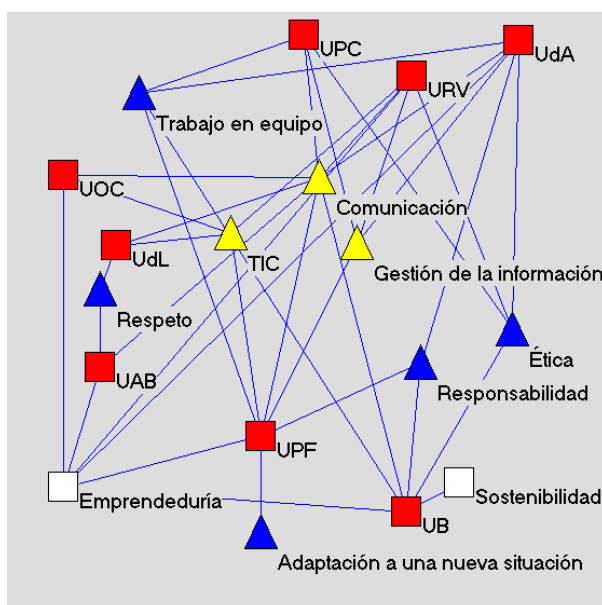 UPC
UdA
URV
Trabajo en equipo
UOC
Comunicación
UdL
TIC
Gestión de la información
Respeto
Ética
UAB
Responsabilidad
UPF
Emprendeduría
Sostenibilidad
UB
Adaptación a una nueva situación